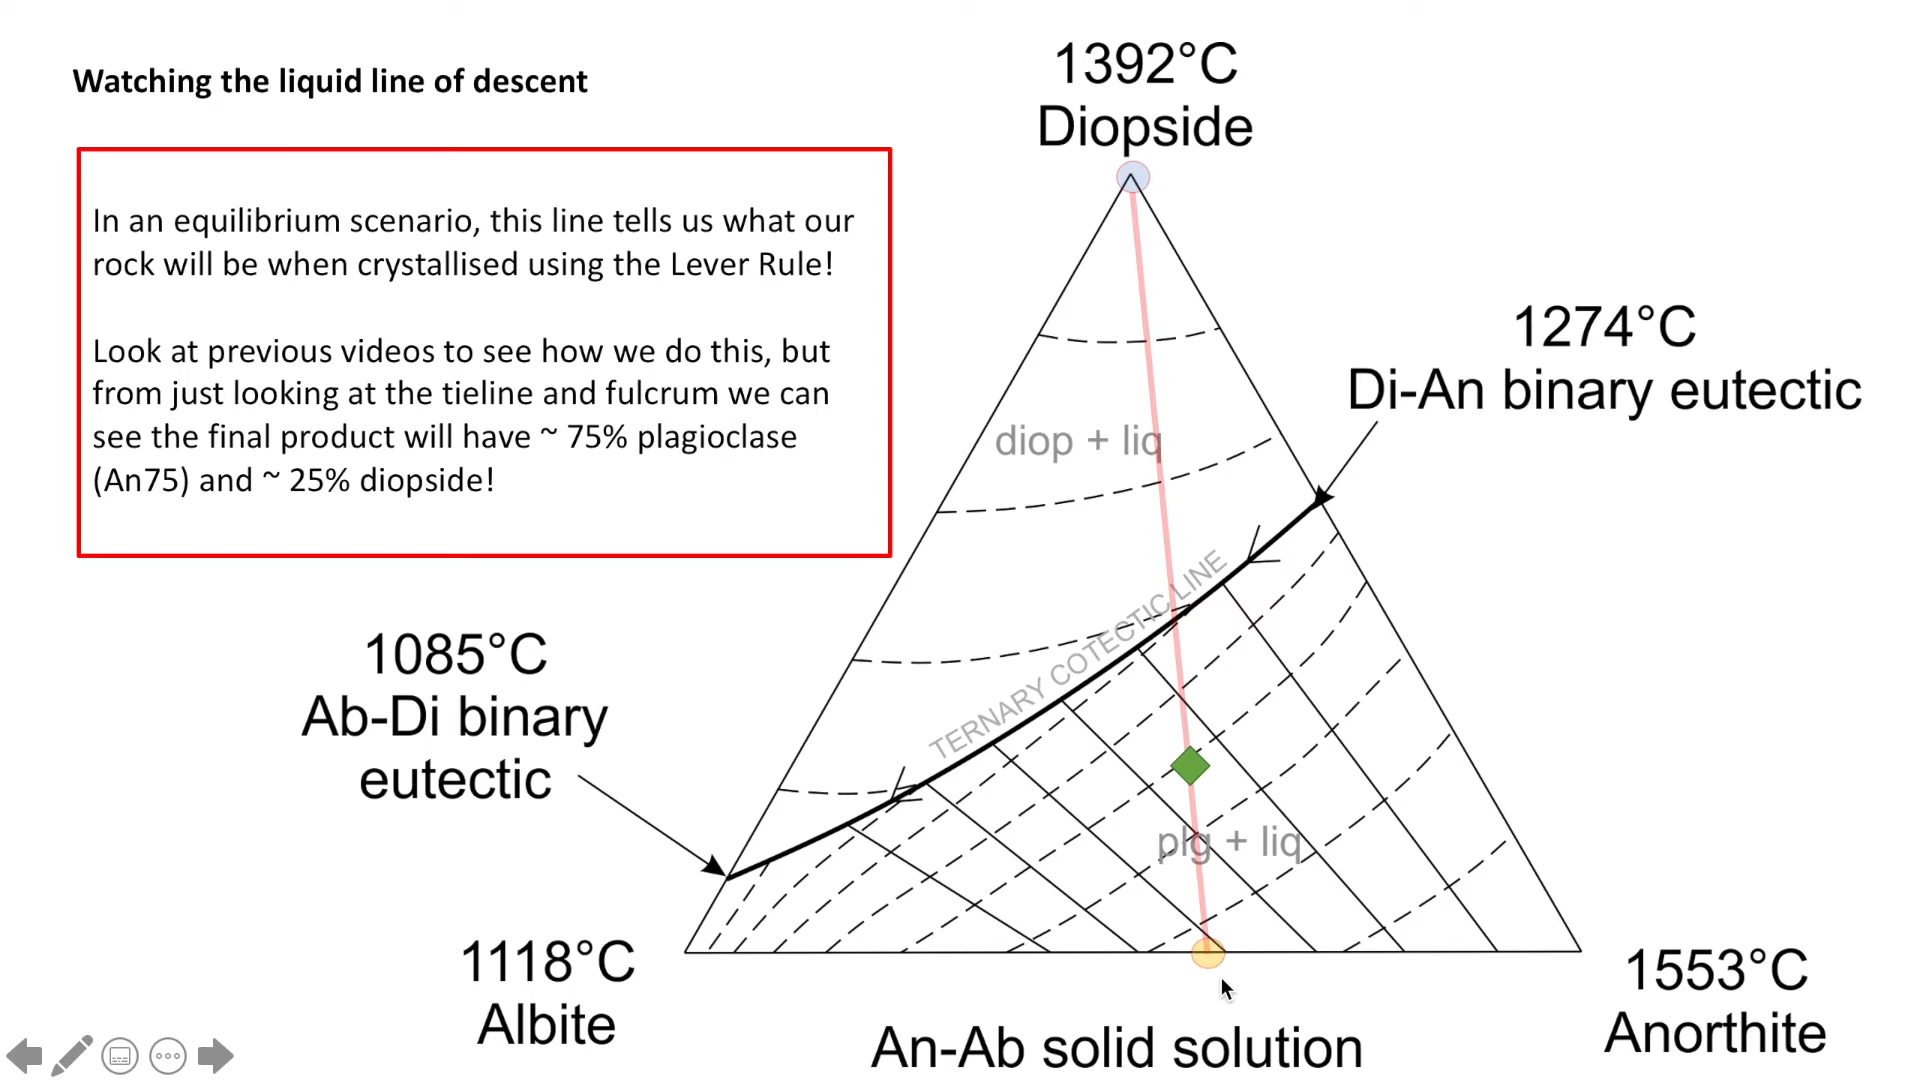 Watching the liquid line of descent
In an equilibrium scenario, this line tells us what our
rock will be when crystallised using the Lever Rule!
Look at previous videos to see how we do this, but
from just looking at the tieline and fulcrum we can
see the final product will have ~ 75% plagioclase
(An75) and ~ 25% diopside!
1392°C
Diopside
1274°C
Di-An binary eutectic
diop + liq
TERNARY COTECTIC LINE
1085°C
Ab-Di binary
eutectic
plg + liq
1118°C
Albite
An-Ab solid solution
1553°C
Anorthite